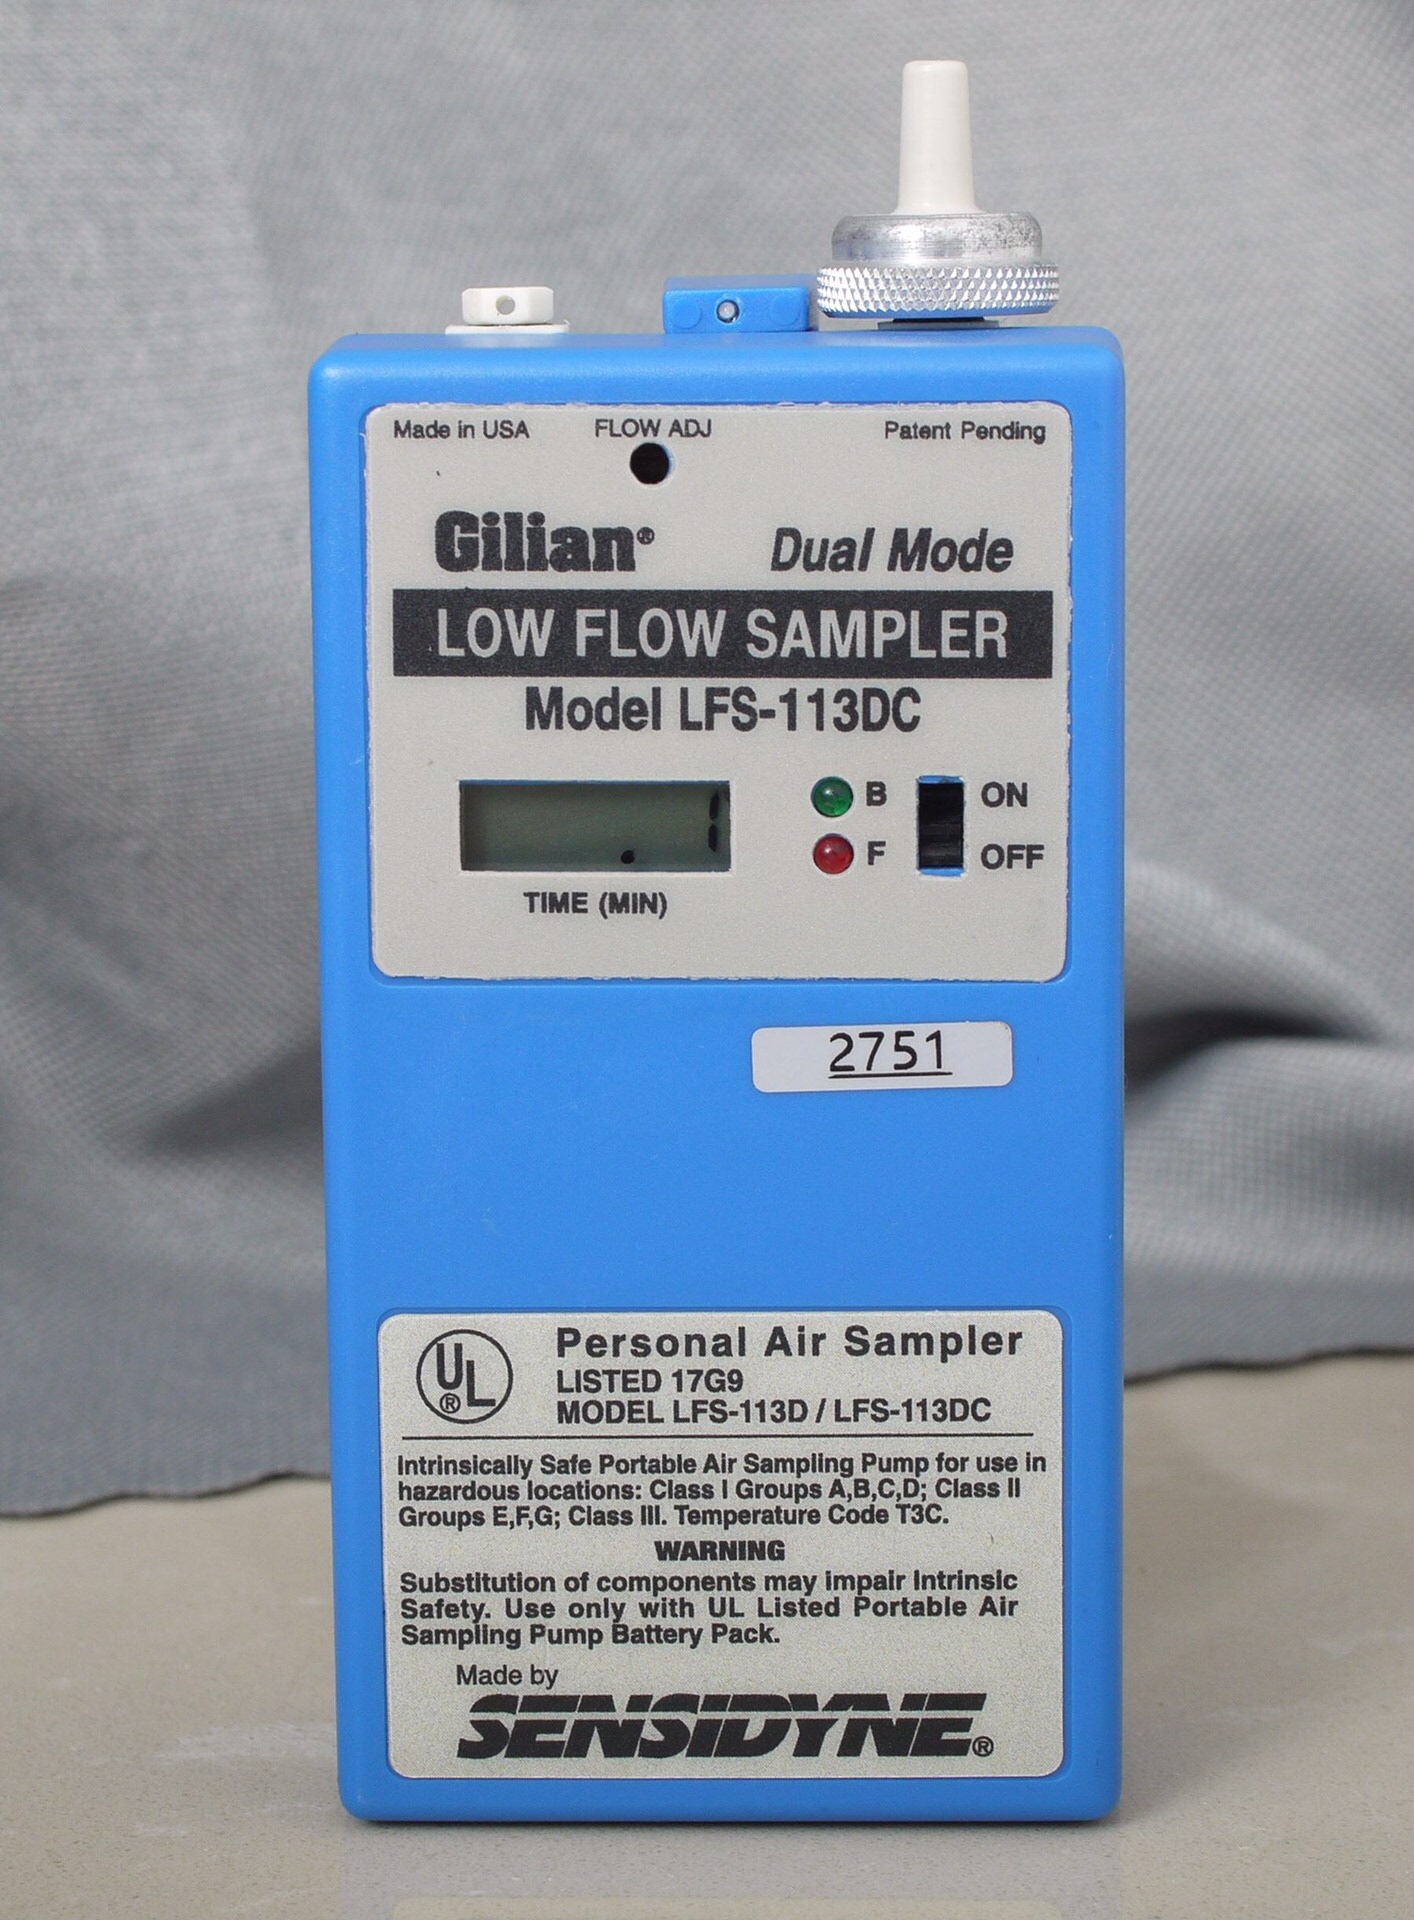 Made in USA FLOW ADJ Patent Pending
Gilian® Dual Mode
LOW FLOW SAMPLER
Model LFS-113DC
. 1
B ON
F OFF
TIME (MIN)
2751
UL® Personal Air Sampler
LISTED 17G9
MODEL LFS-113D / LFS-113DC
Intrinsically Safe Portable Air Sampling Pump for use in
hazardous locations: Class I Groups A,B,C,D; Class II
Groups E,F,G; Class III. Temperature Code T3C.
WARNING
Substitution of components may impair Intrinsic
Safety. Use only with UL Listed Portable Air
Sampling Pump Battery Pack.
Made by
SENSIDYNE®